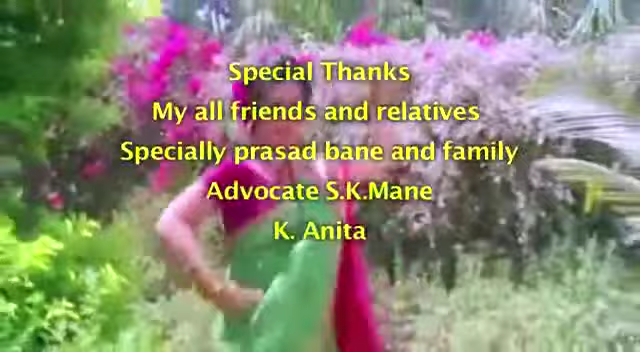 Special Thanks
My all friends and relatives
Specially prasad bane and family
Advocate S.K.Mane
K. Anita